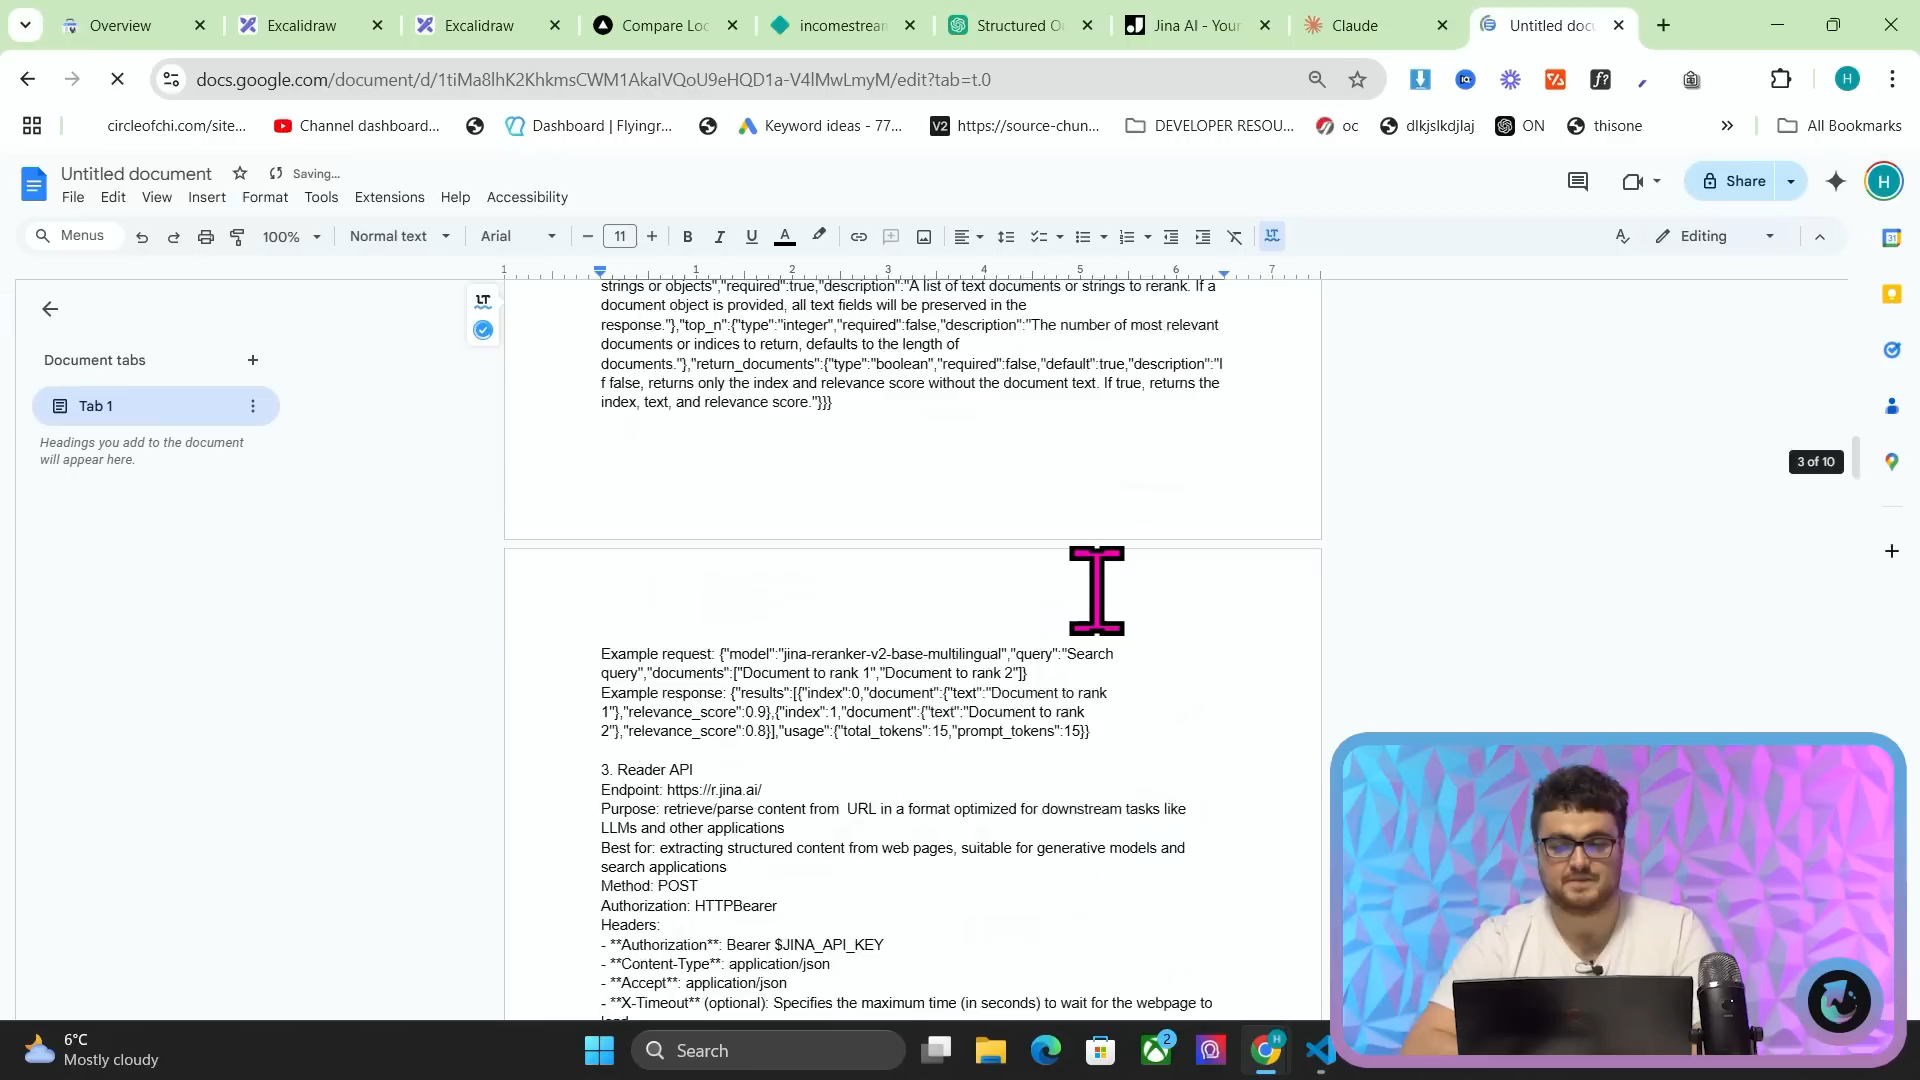 Overview
Excalidraw
Excalidraw
Compare Loc
incomestrean
Structured O
Jina AI - Your
Claude
Untitled doc
docs.google.com/document/d/1tiMa8lhK2KhkmsCWM1AkaIVQoU9eHQD1a-V4lMwLmyM/edit?tab=t.0
circleofchi.com/site...
Channel dashboard...
Dashboard | Flyingr...
Keyword ideas - 77...
V2
https://source-chun...
DEVELOPER RESOU...
oc
dlkjslkdjlaj
ON
thisone
All Bookmarks
Untitled document
Saving...
File
Edit
View
Insert
Format
Tools
Extensions
Help
Accessibility
Share
H
Menus
100%
Normal text
Arial
11
Editing
1
1
2
3
4
5
6
7
Document tabs
Tab 1
Headings you add to the document
will appear here.
strings or objects","required":true,"description":"A list of text documents or strings to rerank. If a
document object is provided, all text fields will be preserved in the
response."},"top_n":{"type":"integer","required":false,"description":"The number of most relevant
documents or indices to return, defaults to the length of
documents."},"return_documents":{"type":"boolean","required":false,"default":true,"description":"I
f false, returns only the index and relevance score without the document text. If true, returns the
index, text, and relevance score."}}}
3 of 10
Example request: {"model":"jina-reranker-v2-base-multilingual","query":"Search
query","documents":["Document to rank 1","Document to rank 2"]}
Example response: {"results":[{"index":0,"document":{"text":"Document to rank
1"},"relevance_score":0.9},{"index":1,"document":{"text":"Document to rank
2"},"relevance_score":0.8}],"usage":{"total_tokens":15,"prompt_tokens":15}}
3. Reader API
Endpoint: https://r.jina.ai/
Purpose: retrieve/parse content from  URL in a format optimized for downstream tasks like
LLMs and other applications
Best for: extracting structured content from web pages, suitable for generative models and
search applications
Method: POST
Authorization: HTTPBearer
Headers:
- **Authorization**: Bearer $JINA_API_KEY
- **Content-Type**: application/json
- **Accept**: application/json
- **X-Timeout** (optional): Specifies the maximum time (in seconds) to wait for the webpage to
6°C
Mostly cloudy
Search
2